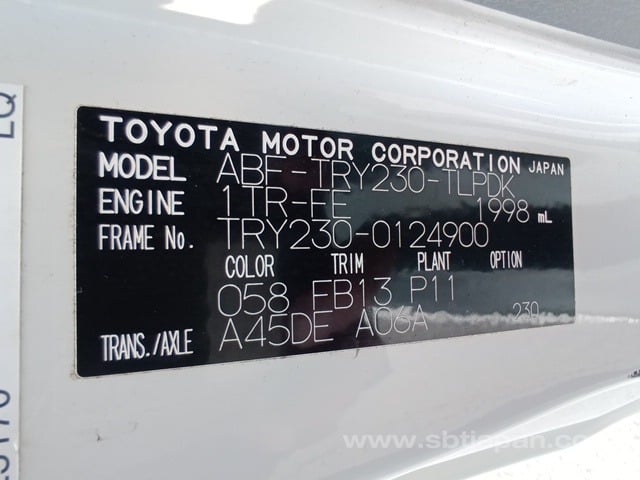 TOYOTA MOTOR CORPORATION JAPAN
MODEL ABF-TRY230-TLPDK
ENGINE 1TR-FE 1998 mL
FRAME No. TRY230-0124900
COLOR TRIM PLANT OPTION
058 FB13 P11
TRANS./AXLE A45DE A06A 230
www.sbtjapan.co